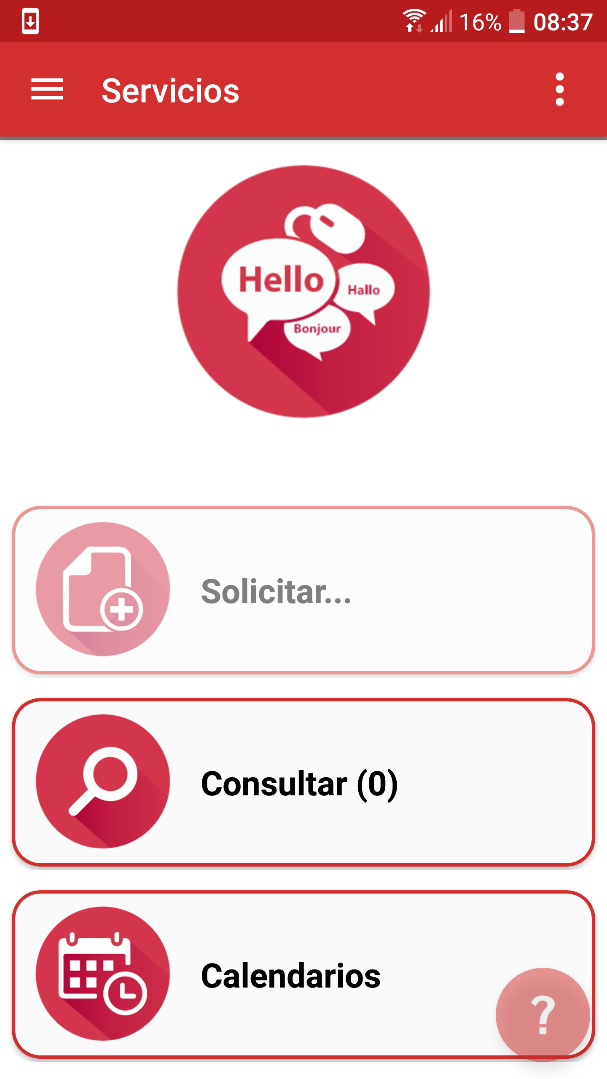 16% 08:37
Servicios
Hello
Hallo
Bonjour
Solicitar...
Consultar (0)
Calendarios
?